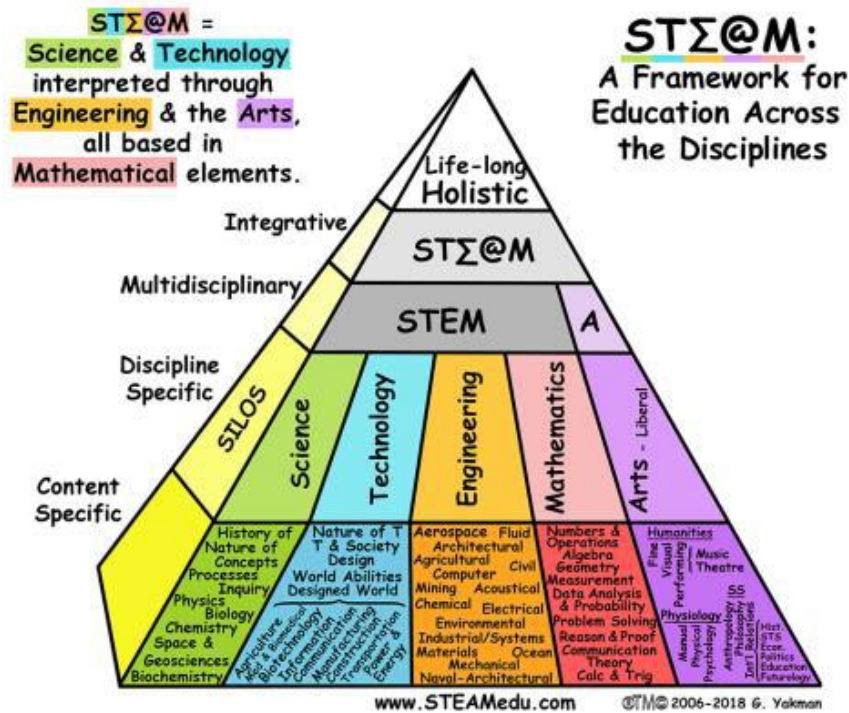 STΣ@M =
Science & Technology
interpreted through
Engineering & the Arts,
all based in
Mathematical elements.
STΣ@M:
A Framework for
Education Across
the Disciplines
Life-long
Holistic
Integrative
STΣ@M
Multidisciplinary
STEM
A
Discipline
Specific
SILOS
Science
Technology
Engineering
Mathematics
Arts - Liberal
Content
Specific
History of
Nature of
Concepts
Processes
Inquiry
Physics
Biology
Chemistry
Space &
Geosciences
Biochemistry
Nature of T
T & Society
Design
World Abilities
Designed World
Agriculture
Med - Biomedical
Biotechnology
Information
Communication
Manufacturing
Construction
Transportation
Power &
Energy
Aerospace Fluid
Architectural
Agricultural Civil
Computer
Mining Acoustical
Chemical Electrical
Environmental
Industrial/Systems
Materials Ocean
Mechanical
Naval-Architectural
Numbers &
Operations
Algebra
Geometry
Measurement
Data Analysis
& Probability
Problem Solving
Reason & Proof
Communication
Theory
Calc & Trig
Humanities
Fine
Visual
Performing
Music
Theatre
Physiology
Manual
Physical
Psychology
SS
Anthropology
Philosophy
Int'l Relations
Hist.
STS
Econ.
Politics
Education
Futurology
www.STEAMedu.com
©TM© 2006-2018 G. Yakman